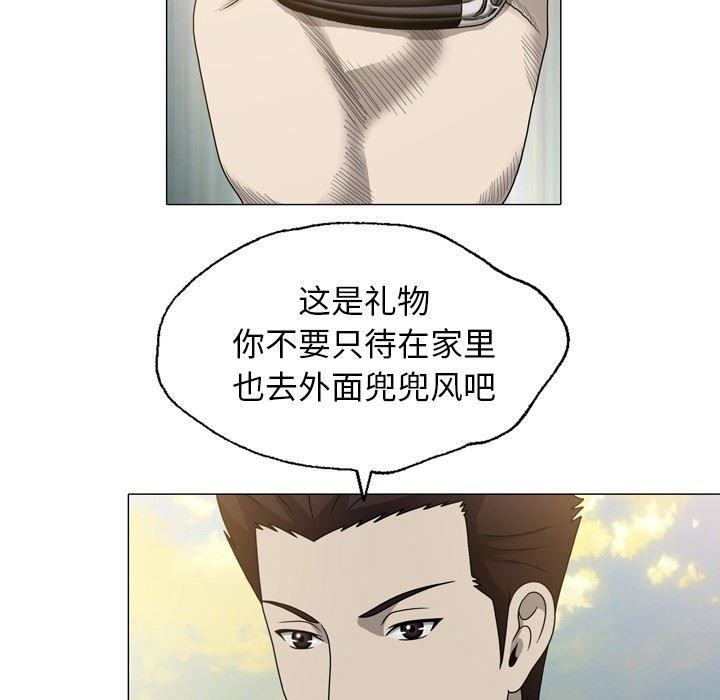 这是礼物
你不要只待在家里
也去外面兜兜风吧